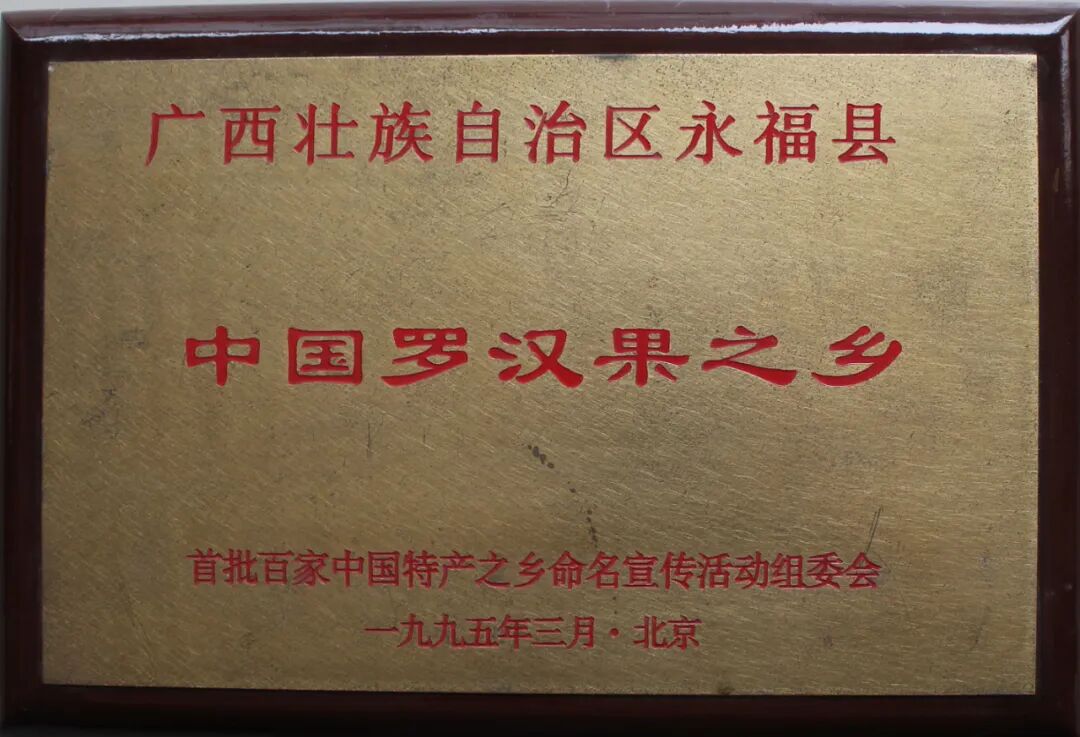 广西壮族自治区永福县
中国罗汉果之乡
首批百家中国特产之乡命名宣传活动组委会
一九九五年三月·北京